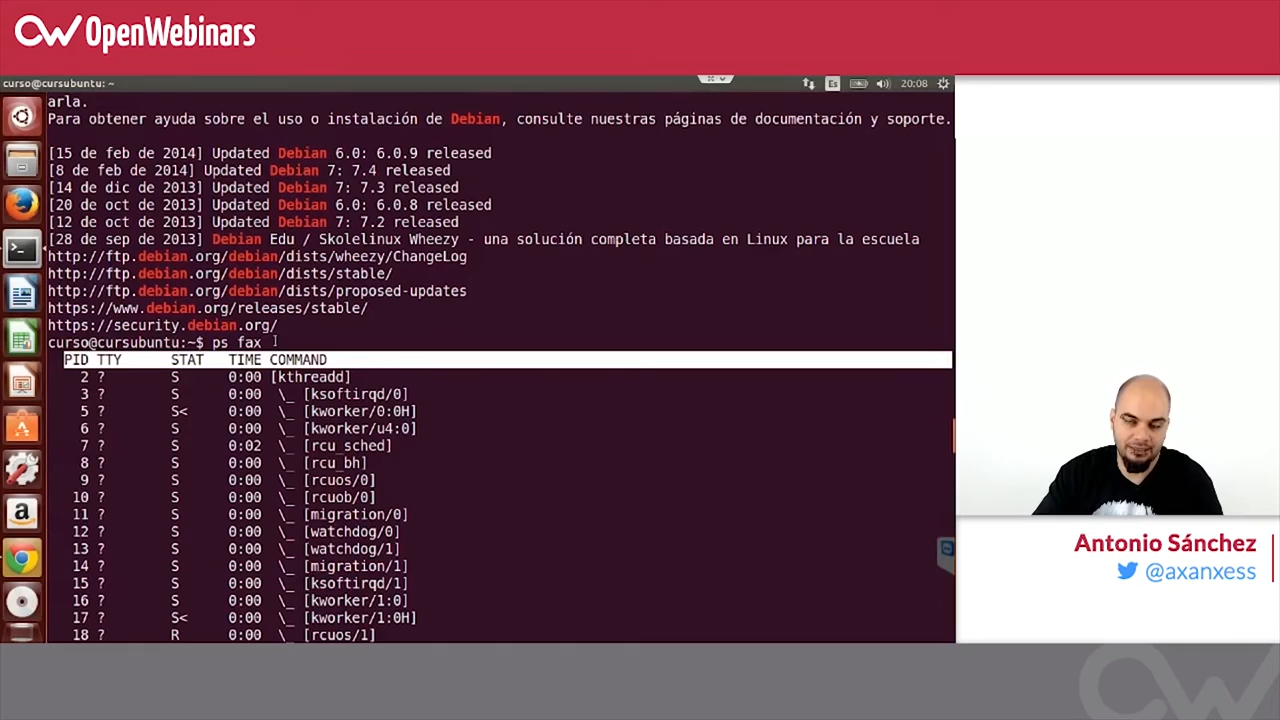 OpenWebinars
curso@cursubuntu: ~
Es
20:08
arla.
Para obtener ayuda sobre el uso o instalación de Debian, consulte nuestras páginas de documentación y soporte.
[15 de feb de 2014] Updated Debian 6.0: 6.0.9 released
[8 de feb de 2014] Updated Debian 7: 7.4 released
[14 de dic de 2013] Updated Debian 7: 7.3 released
[20 de oct de 2013] Updated Debian 6.0: 6.0.8 released
[12 de oct de 2013] Updated Debian 7: 7.2 released
[28 de sep de 2013] Debian Edu / Skolelinux Wheezy - una solución completa basada en Linux para la escuela
http://ftp.debian.org/debian/dists/wheezy/ChangeLog
http://ftp.debian.org/debian/dists/stable/
http://ftp.debian.org/debian/dists/proposed-updates
https://www.debian.org/releases/stable/
https://security.debian.org/
curso@cursubuntu:~$ ps fax
PID TTY STAT TIME COMMAND
2 ? S 0:00 [kthreadd]
3 ? S 0:00 \_ [ksoftirqd/0]
5 ? S< 0:00 \_ [kworker/0:0H]
6 ? S 0:00 \_ [kworker/u4:0]
7 ? S 0:02 \_ [rcu_sched]
8 ? S 0:00 \_ [rcu_bh]
9 ? S 0:00 \_ [rcuos/0]
10 ? S 0:00 \_ [rcuob/0]
11 ? S 0:00 \_ [migration/0]
12 ? S 0:00 \_ [watchdog/0]
13 ? S 0:00 \_ [watchdog/1]
14 ? S 0:00 \_ [migration/1]
15 ? S 0:00 \_ [ksoftirqd/1]
16 ? S 0:00 \_ [kworker/1:0]
17 ? S< 0:00 \_ [kworker/1:0H]
18 ? R 0:00 \_ [rcuos/1]
Antonio Sánchez
@axanxess